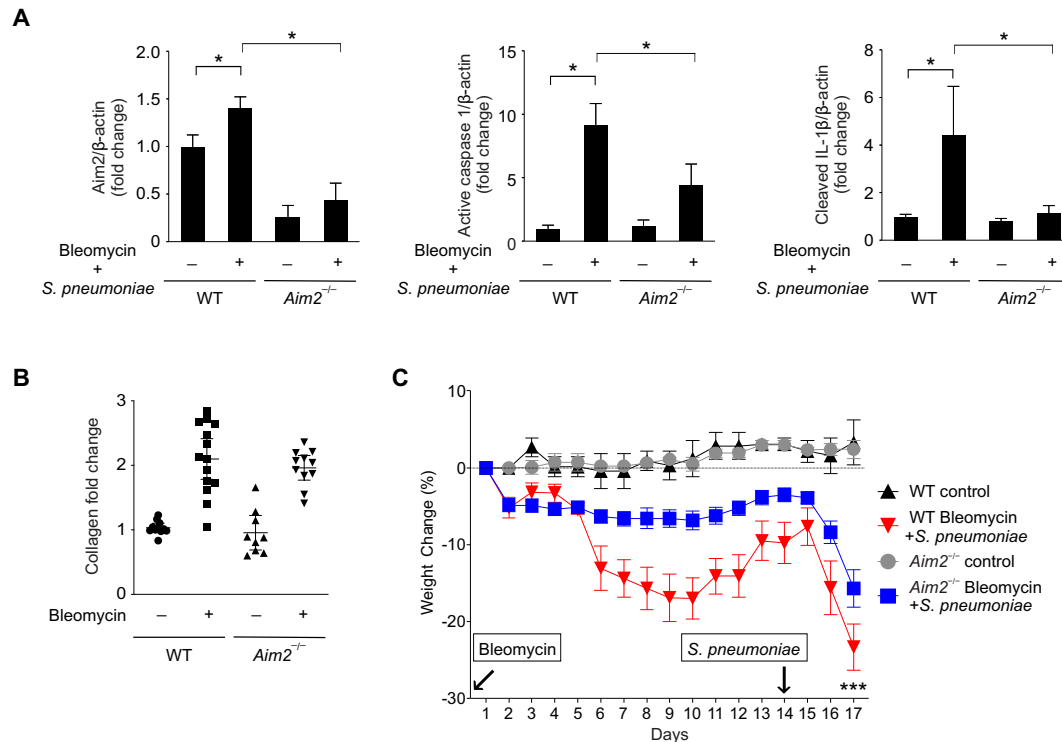 A
Aim2/β-actin
(fold change)
2.0
1.5
1.0
0.5
0
*
*
Bleomycin
+
S. pneumoniae
– + – +
WT Aim2–/–
Active caspase 1/β-actin
(fold change)
15
10
5
0
*
*
Bleomycin
+
S. pneumoniae
– + – +
WT Aim2–/–
Cleaved IL-1β/β-actin
(fold change)
8
6
4
2
0
*
*
Bleomycin
+
S. pneumoniae
– + – +
WT Aim2–/–
B
Collagen fold change
3
2
1
0
Bleomycin – + – +
WT Aim2–/–
C
Weight Change (%)
10
0
-10
-20
-30
Bleomycin
S. pneumoniae
***
1 2 3 4 5 6 7 8 9 10 11 12 13 14 15 16 17
Days
WT control
WT Bleomycin
+S. pneumoniae
Aim2–/– control
Aim2–/– Bleomycin
+S. pneumoniae